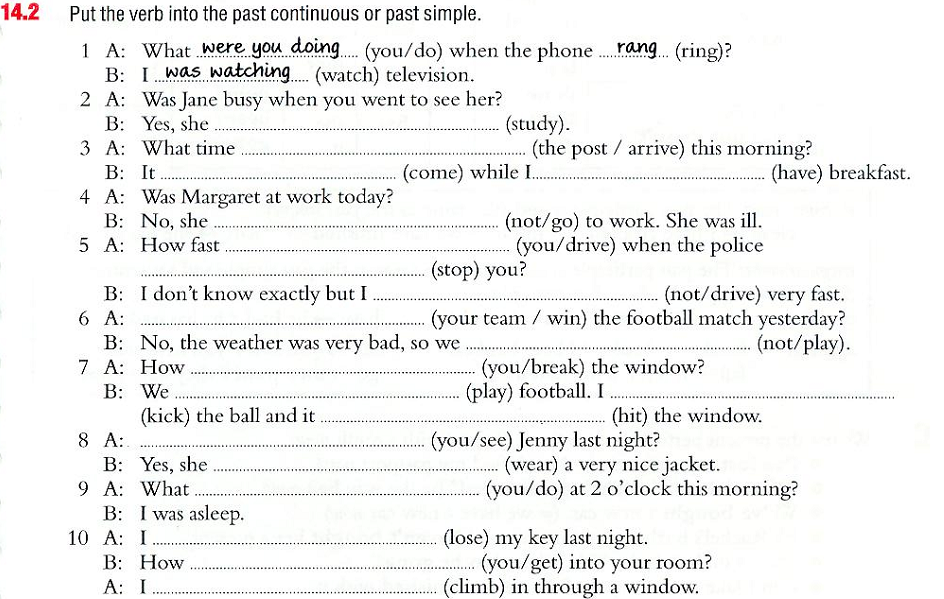 14.2 Put the verb into the past continuous or past simple.
1 A: What were you doing (you/do) when the phone rang (ring)?
B: I was watching (watch) television.
2 A: Was Jane busy when you went to see her?
B: Yes, she .................... (study).
3 A: What time .................... (the post / arrive) this morning?
B: It .................... (come) while I.................... (have) breakfast.
4 A: Was Margaret at work today?
B: No, she .................... (not/go) to work. She was ill.
5 A: How fast .................... (you/drive) when the police
.................... (stop) you?
B: I don't know exactly but I .................... (not/drive) very fast.
6 A: .................... (your team / win) the football match yesterday?
B: No, the weather was very bad, so we .................... (not/play).
7 A: How .................... (you/break) the window?
B: We .................... (play) football. I ....................
(kick) the ball and it .................... (hit) the window.
8 A: .................... (you/see) Jenny last night?
B: Yes, she .................... (wear) a very nice jacket.
9 A: What .................... (you/do) at 2 o'clock this morning?
B: I was asleep.
10 A: I .................... (lose) my key last night.
B: How .................... (you/get) into your room?
A: I .................... (climb) in through a window.